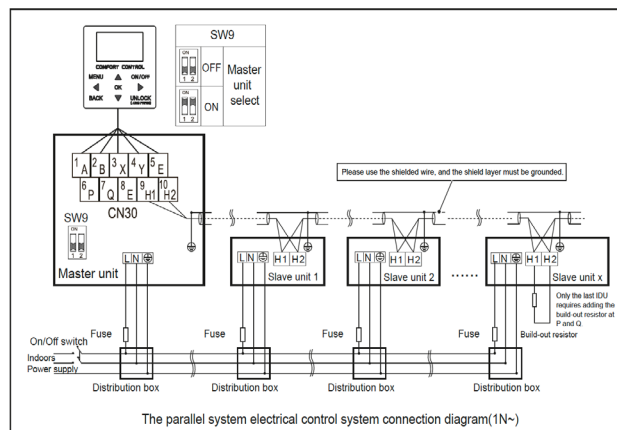 SW9
ON
1 2
OFF
ON
1 2
ON
Master
unit
select
COMFORT CONTROL
MENU
ON/OFF
OK
BACK
UNLOCK
1 A
2 B
3 X
4 Y
5 E
6 P
7 Q
8 E
9 H1
10 H2
CN30
SW9
ON
1 2
Master unit
L N
Please use the shielded wire, and the shield layer must be grounded.
L N
H1 H2
Slave unit 1
L N
H1 H2
Slave unit 2
......
L N
H1 H2
Slave unit x
Only the last IDU
requires adding the
build-out resistor at
P and Q
Build-out resistor
Fuse
Fuse
Fuse
Fuse
On/Off switch
Indoors
Power supply
Distribution box
Distribution box
Distribution box
Distribution box
The parallel system electrical control system connection diagram(1N~)